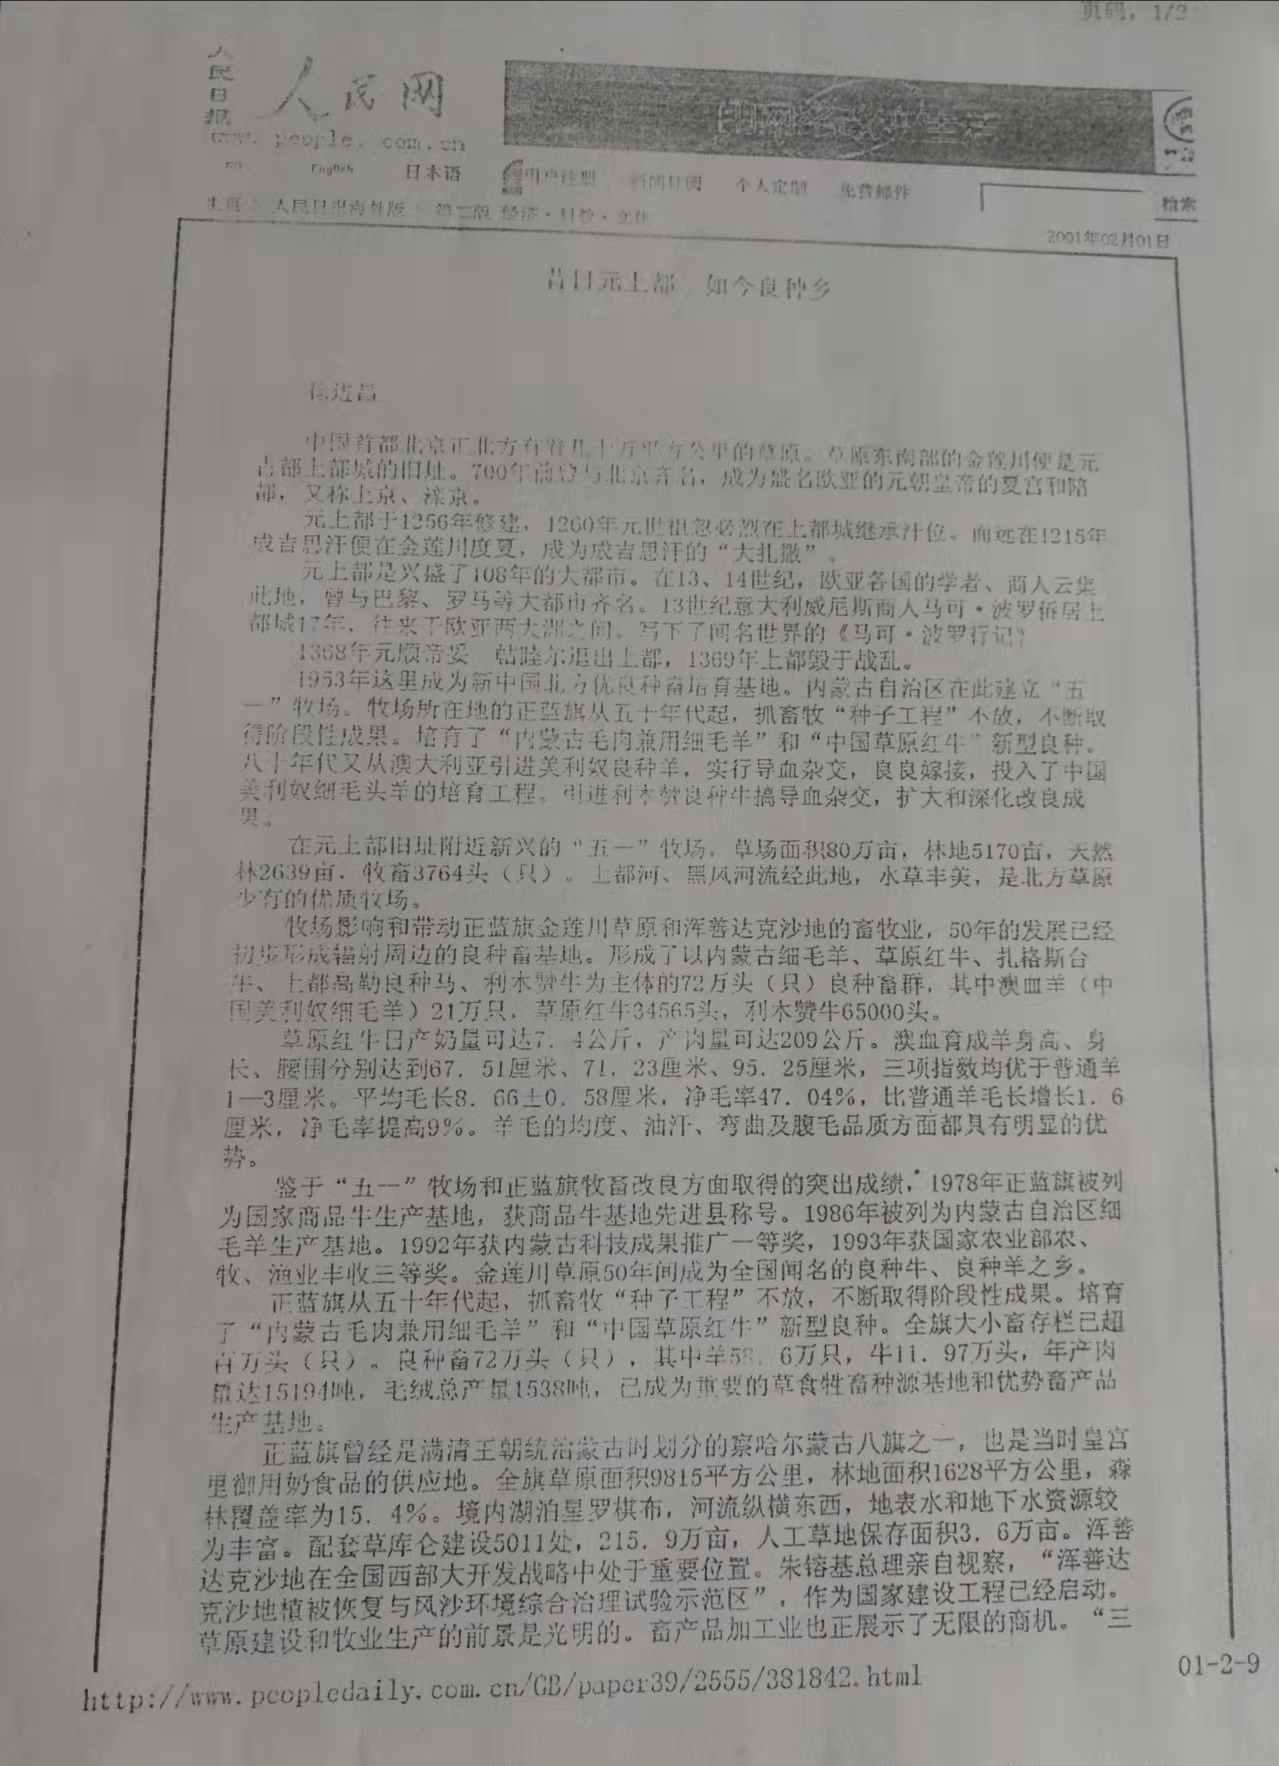 页码，1/2
人民日报
人民网
www. people. com.cn
English 日本语 用户注册 新闻订阅 个人定制 免费邮件
检索
主页 人民日报海外版 第二版 经济·科教·文化
2001年02月01日
昔日元上都 如今良种乡
徐进昌
中国首都北京正北方有着几十万平方公里的草原。草原东南部的金莲川便是元
古都上都城的旧址。700年前曾与北京齐名，成为盛名欧亚的元朝皇帝的夏宫和陪
都，又称上京、滦京。
元上都于1256年修建，1260年元世祖忽必烈在上都城继承汗位。而远在1215年
成吉思汗便在金莲川度夏，成为成吉思汗的“大扎撒”。
元上都是兴盛了108年的大都市。在13、14世纪，欧亚各国的学者、商人云集
此地，曾与巴黎、罗马等大都市齐名。13世纪意大利威尼斯商人马可·波罗侨居上
都城17年，往来于欧亚两大洲之间。写下了闻名世界的《马可·波罗行记》
1368年元顺帝妥 帖睦尔退出上都，1369年上都毁于战乱。
1953年这里成为新中国北方优良种畜培育基地。内蒙古自治区在此建立“五
一”牧场。牧场所在地的正蓝旗从五十年代起，抓畜牧“种子工程”不放，不断取
得阶段性成果。培育了“内蒙古毛肉兼用细毛羊”和“中国草原红牛”新型良种。
八十年代又从澳大利亚引进美利奴良种羊，实行导血杂交，良良嫁接，投入了中国
美利奴细毛头羊的培育工程。引进利木赞良种牛搞导血杂交，扩大和深化改良成
果。
在元上都旧址附近新兴的“五一”牧场，草场面积80万亩，林地5170亩，天然
林2639亩，牧畜3764头（只）。上都河、黑风河流经此地，水草丰美，是北方草原
少有的优质牧场。
牧场影响和带动正蓝旗金莲川草原和浑善达克沙地的畜牧业，50年的发展已经
初步形成辐射周边的良种畜基地。形成了以内蒙古细毛羊、草原红牛、扎格斯台
牛、上都高勒良种马、利木赞牛为主体的72万头（只）良种畜群，其中澳血羊（中
国美利奴细毛羊）21万只，草原红牛34565头，利木赞牛65000头。
草原红牛日产奶量可达7．4公斤，产肉量可达209公斤。澳血育成羊身高、身
长、腰围分别达到67．51厘米、71．23厘米、95．25厘米，三项指数均优于普通羊
1—3厘米。平均毛长8．66±0．58厘米，净毛率47．04%，比普通羊毛长增长1．6
厘米，净毛率提高9%。羊毛的均度、油汗、弯曲及腹毛品质方面都具有明显的优
势。
鉴于“五一”牧场和正蓝旗牧畜改良方面取得的突出成绩，1978年正蓝旗被列
为国家商品牛生产基地，获商品牛基地先进县称号。1986年被列为内蒙古自治区细
毛羊生产基地。1992年获内蒙古科技成果推广一等奖，1993年获国家农业部农、
牧、渔业丰收三等奖。金莲川草原50年间成为全国闻名的良种牛、良种羊之乡。
正蓝旗从五十年代起，抓畜牧“种子工程”不放，不断取得阶段性成果。培育
了“内蒙古毛肉兼用细毛羊”和“中国草原红牛”新型良种。全旗大小畜存栏已超
百万头（只）。良种畜72万头（只），其中羊58．6万只，牛11．97万头，年产肉
量达15194吨，毛绒总产量1538吨，已成为重要的草食牲畜种源基地和优势畜产品
生产基地。
正蓝旗曾经是满清王朝统治蒙古时划分的察哈尔蒙古八旗之一，也是当时皇宫
里御用奶食品的供应地。全旗草原面积9815平方公里，林地面积1628平方公里，森
林覆盖率为15．4%。境内湖泊星罗棋布，河流纵横东西，地表水和地下水资源较
为丰富。配套草库仑建设5011处，215．9万亩，人工草地保存面积3．6万亩。浑善
达克沙地在全国西部大开发战略中处于重要位置。朱镕基总理亲自视察，“浑善达
克沙地植被恢复与风沙环境综合治理试验示范区”，作为国家建设工程已经启动。
草原建设和牧业生产的前景是光明的。畜产品加工业也正展示了无限的商机。“三
http://www.peopledaily.com.cn/GB/paper39/2555/381842.html
01-2-9